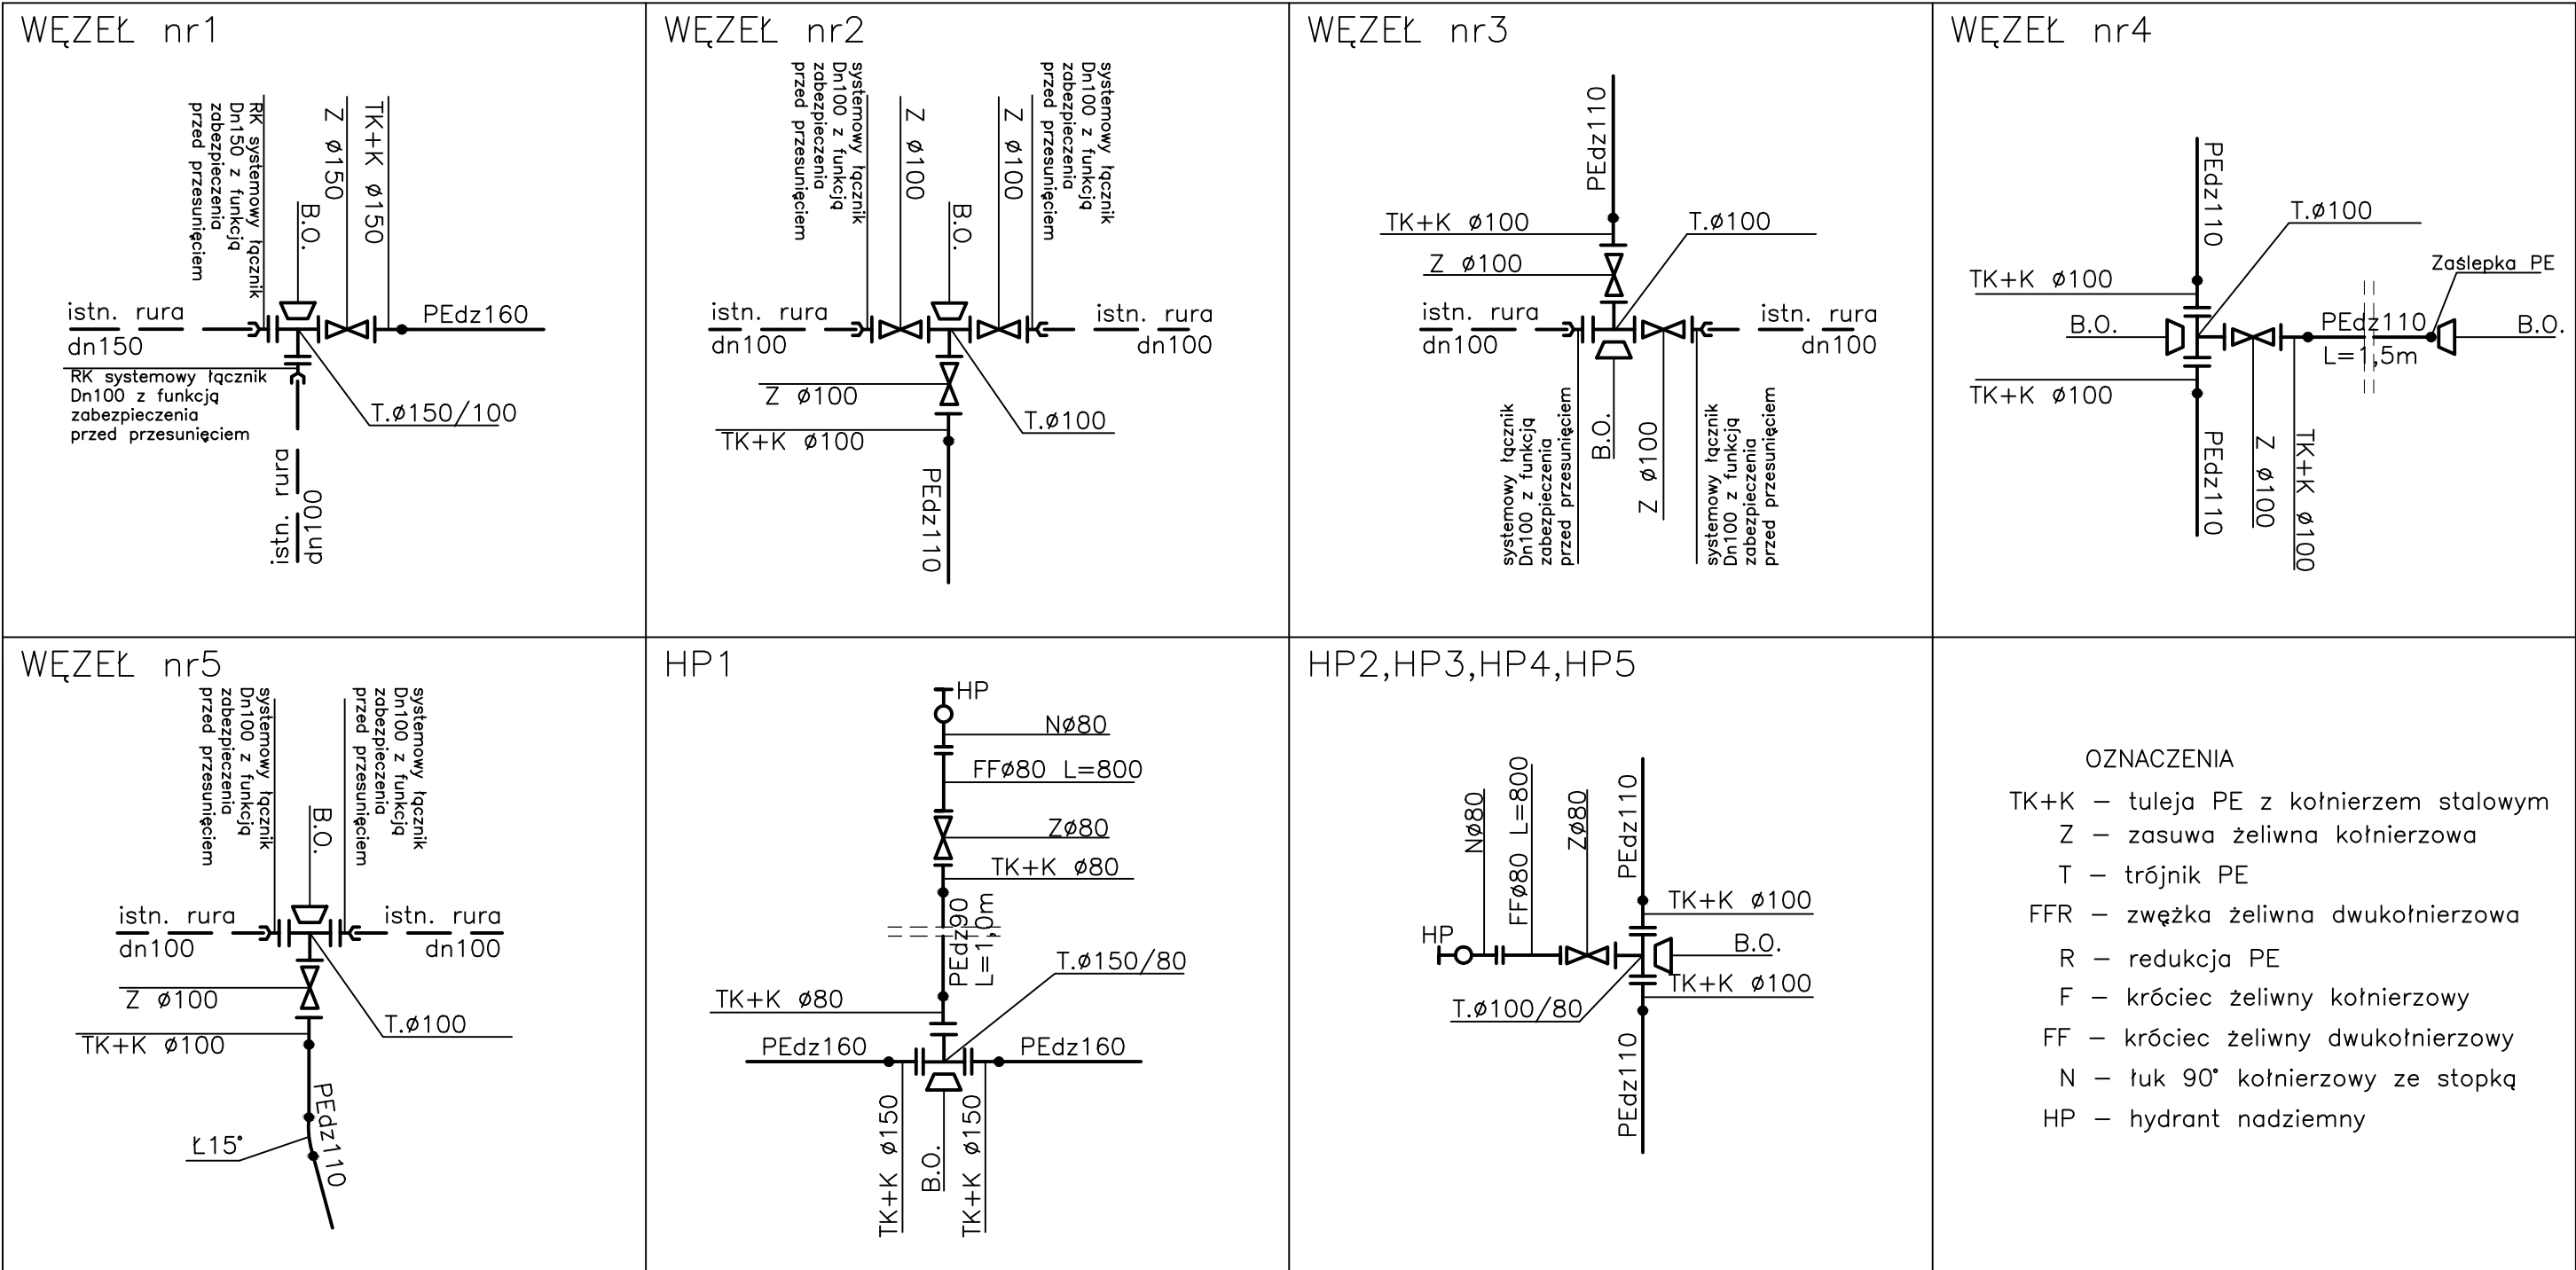 WĘZEŁ nr1
RK systemowy łącznik
Dn150 z funkcją
zabezpieczenia
przed przesunięciem
B.O.
Z ø150
TK+K ø150
istn. rura
dn150
PEdz160
RK systemowy łącznik
Dn100 z funkcją
zabezpieczenia
przed przesunięciem
T.ø150/100
istn. rura
dn100
WĘZEŁ nr2
systemowy łącznik
Dn100 z funkcją
zabezpieczenia
przed przesunięciem
Z ø100
B.O.
Z ø100
systemowy łącznik
Dn100 z funkcją
zabezpieczenia
przed przesunięciem
istn. rura
dn100
istn. rura
dn100
Z ø100
TK+K ø100
T.ø100
PEdz110
WĘZEŁ nr3
PEdz110
TK+K ø100
T.ø100
Z ø100
istn. rura
dn100
istn. rura
dn100
systemowy łącznik
Dn100 z funkcją
zabezpieczenia
przed przesunięciem
B.O.
Z ø100
systemowy łącznik
Dn100 z funkcją
zabezpieczenia
przed przesunięciem
WĘZEŁ nr4
PEdz110
T.ø100
TK+K ø100
Zaślepka PE
B.O.
PEdz110
L=1,5m
B.O.
TK+K ø100
PEdz110
Z ø100
TK+K ø100
WĘZEŁ nr5
systemowy łącznik
Dn100 z funkcją
zabezpieczenia
przed przesunięciem
B.O.
systemowy łącznik
Dn100 z funkcją
zabezpieczenia
przed przesunięciem
istn. rura
dn100
istn. rura
dn100
Z ø100
TK+K ø100
T.ø100
PEdz110
Ł15°
HP1
HP
Nø80
FFø80 L=800
Zø80
TK+K ø80
PEdz90
L=1,0m
T.ø150/80
TK+K ø80
PEdz160
PEdz160
TK+K ø150
B.O.
TK+K ø150
HP2,HP3,HP4,HP5
Nø80
FFø80 L=800
Zø80
PEdz110
TK+K ø100
HP
B.O.
TK+K ø100
T.ø100/80
PEdz110
OZNACZENIA
TK+K – tuleja PE z kołnierzem stalowym
Z – zasuwa żeliwna kołnierzowa
T – trójnik PE
FFR – zwężka żeliwna dwukołnierzowa
R – redukcja PE
F – króciec żeliwny kołnierzowy
FF – króciec żeliwny dwukołnierzowy
N – łuk 90° kołnierzowy ze stopką
HP – hydrant nadziemny